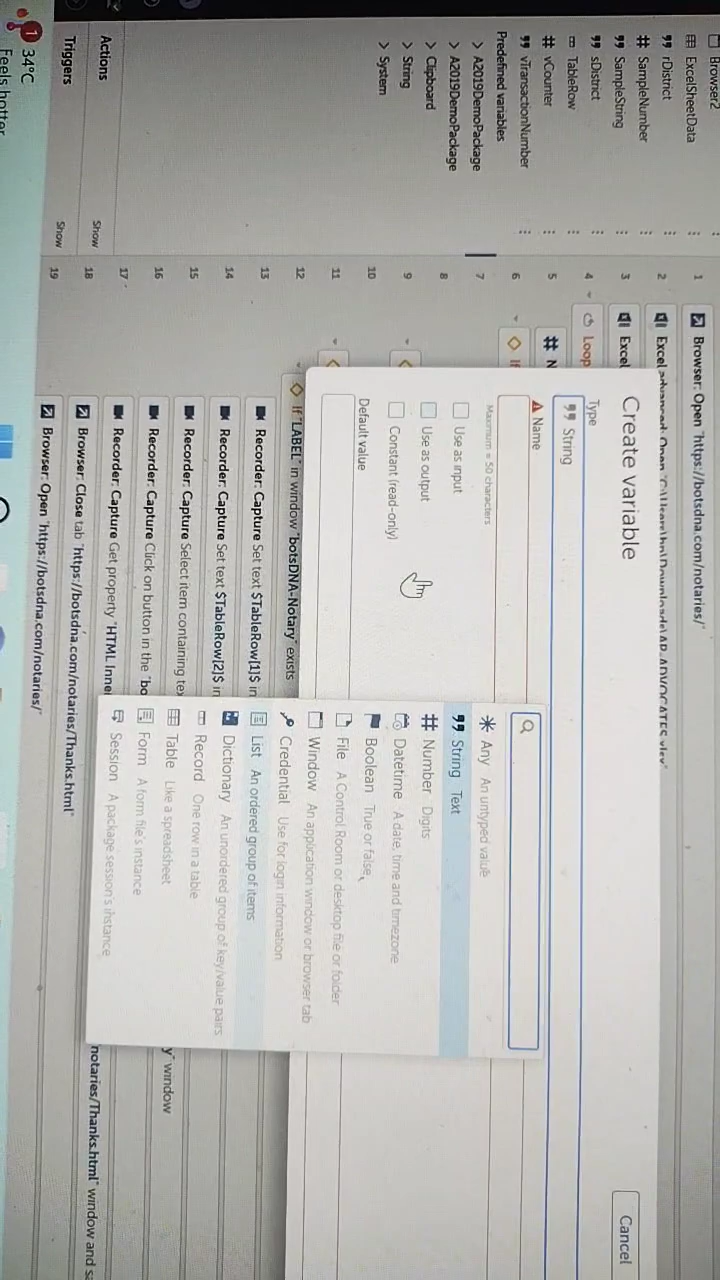 Browser2
ExcelSheetData
rDistrict
SampleNumber
SampleString
sDistrict
TableRow
vCounter
vTransactionNumber
Predefined variables
A2019DemoPackage
A2019DemoPackage
Clipboard
String
System
Actions
Show
Triggers
Show
1
34°C
Feels hotter
1 Browser: Open "https://botsdna.com/notaries/"
2 Excel advanced: Open
3 Excel
4 Loop
5 N
6 If
7
8
9
10
11
12 If "LABEL" in window "botsDNA-Notary" exists
13 Recorder: Capture Set text $TableRow[1]$ in
14 Recorder: Capture Set text $TableRow[2]$ in
15 Recorder: Capture Select item containing tex
16 Recorder: Capture Click on button in the "bo
y" window
17 Recorder: Capture Get property "HTML Inne
notaries/Thanks.html" window and s
18 Browser: Close tab "https://botsdna.com/notaries/Thanks.html"
19 Browser: Open "https://botsdna.com/notaries/"
Create variable
Cancel
Type
String
Name
Maximum = 50 characters
Use as input
Use as output
Constant (read-only)
Default value
Any An untyped value
String Text
Number Digits
Datetime A date, time and timezone
Boolean True or false
File A Control Room or desktop file or folder
Window An application window or browser tab
Credential Use for login information
List An ordered group of items
Dictionary An unordered group of key/value pairs
Record One row in a table
Table Like a spreadsheet
Form A form file's instance
Session A package session's instance